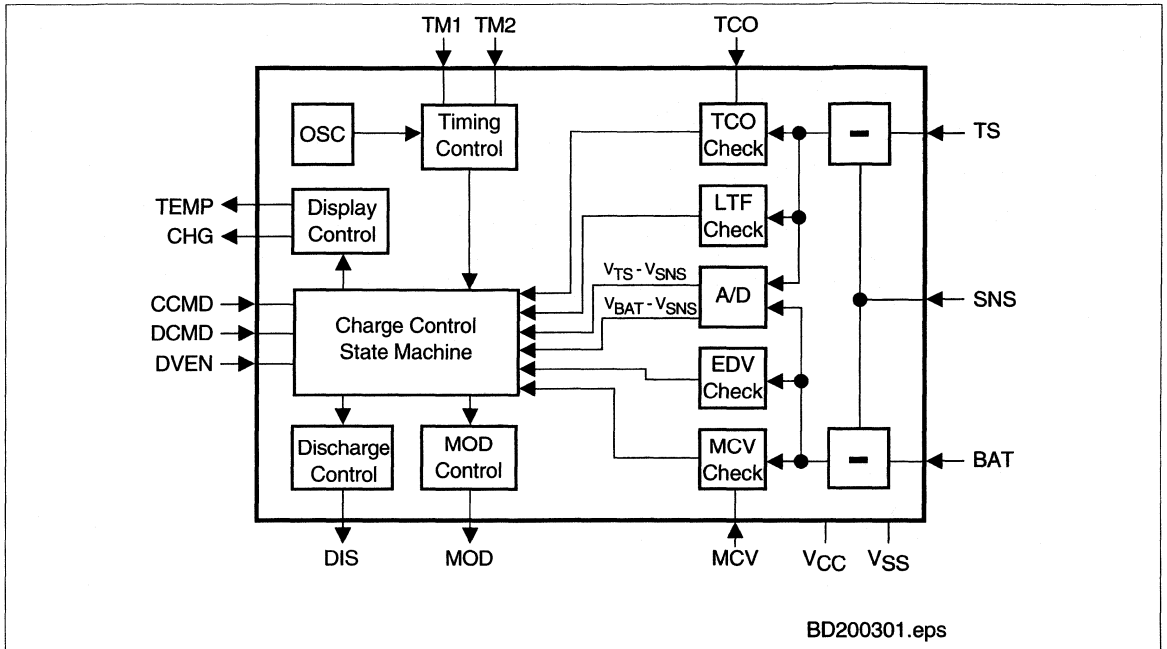 TM1 TM2 TCO
OSC
Timing
Control
TCO
Check
TS
TEMP
CHG
Display
Control
LTF
Check
CCMD
DCMD
DVEN
Charge Control
State Machine
VTS - VSNS
VBAT - VSNS
A/D
SNS
EDV
Check
Discharge
Control
MOD
Control
MCV
Check
BAT
DIS MOD MCV VCC VSS
BD200301.eps